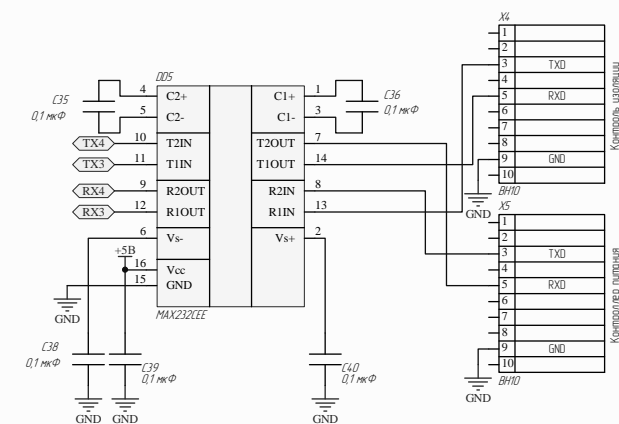 DD5
C35
0,1 мкФ
4 C2+
5 C2-
TX4 10 T2IN
TX3 11 T1IN
RX4 9 R2OUT
RX3 12 R1OUT
6 Vs-
+5В
16 Vcc
15 GND
GND
MAX232CEE
C1+ 1
C1- 3
C36
0,1 мкФ
T2OUT 7
T1OUT 14
R2IN 8
R1IN 13
Vs+ 2
C38
0,1 мкФ
C39
0,1 мкФ
C40
0,1 мкФ
GND
GND
GND
X4
1
2
3 TXD
4
5 RXD
6
7
8
9 GND
10
BH10
GND
Контроль изоляции
X5
1
2
3 TXD
4
5 RXD
6
7
8
9 GND
10
BH10
GND
Контроллер питания